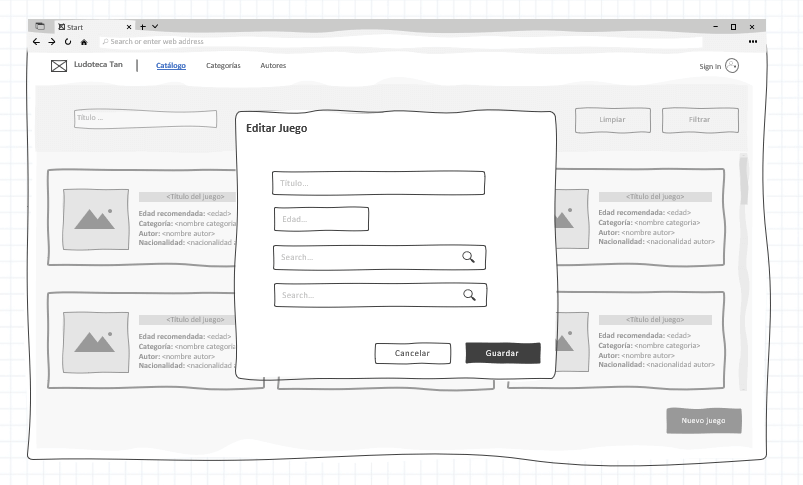 Start
Search or enter web address
Ludoteca Tan
Catálogo
Categorías
Autores
Sign In
Título ...
Limpiar
Filtrar
Editar Juego
Título...
Edad...
Search...
Search...
Cancelar
Guardar
<Título del juego>
Edad recomendada: <edad>
Categoría: <nombre categoria
Autor: <nombre autor>
Nacionalidad: <nacionalidad a
<Título del juego>
Edad recomendada: <edad>
Categoría: <nombre categoria>
Autor: <nombre autor>
Nacionalidad: <nacionalidad autor>
<Título del juego>
Edad recomendada: <edad>
Categoría: <nombre categoria
Autor: <nombre autor>
Nacionalidad: <nacionalidad a
<Título del juego>
Edad recomendada: <edad>
Categoría: <nombre categoria>
Autor: <nombre autor>
Nacionalidad: <nacionalidad autor>
Nuevo juego